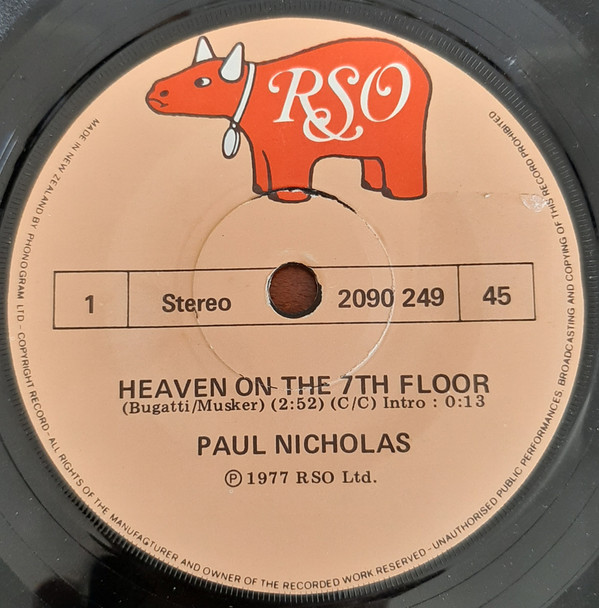 RSO
1
Stereo
2090 249
45
HEAVEN ON THE 7TH FLOOR
(Bugatti/Musker) (2:52) (C/C) Intro : 0:13
PAUL NICHOLAS
Ⓟ 1977 RSO Ltd.
MADE IN NEW ZEALAND BY PHONOGRAM LTD - COPYRIGHT RECORD - ALL RIGHTS OF THE MANUFACTURER AND OWNER OF THE RECORDED WORK RESERVED - UNAUTHORISED PUBLIC PERFORMANCES, BROADCASTING AND COPYING OF THIS RECORD PROHIBITED